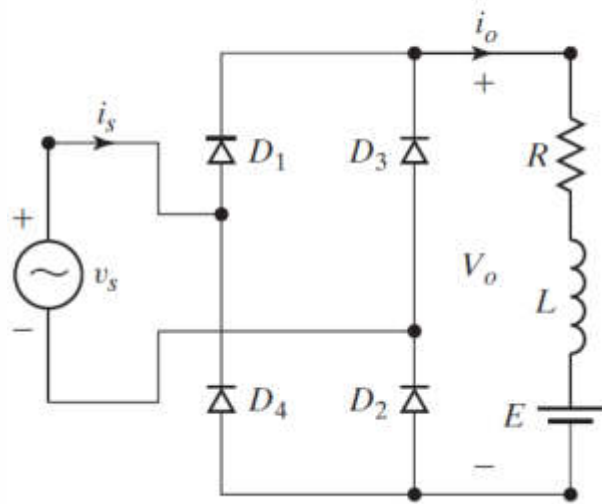 i_o
+
i_s
D_1
D_3
R
+
v_s
V_o
L
−
D_4
D_2
E
−